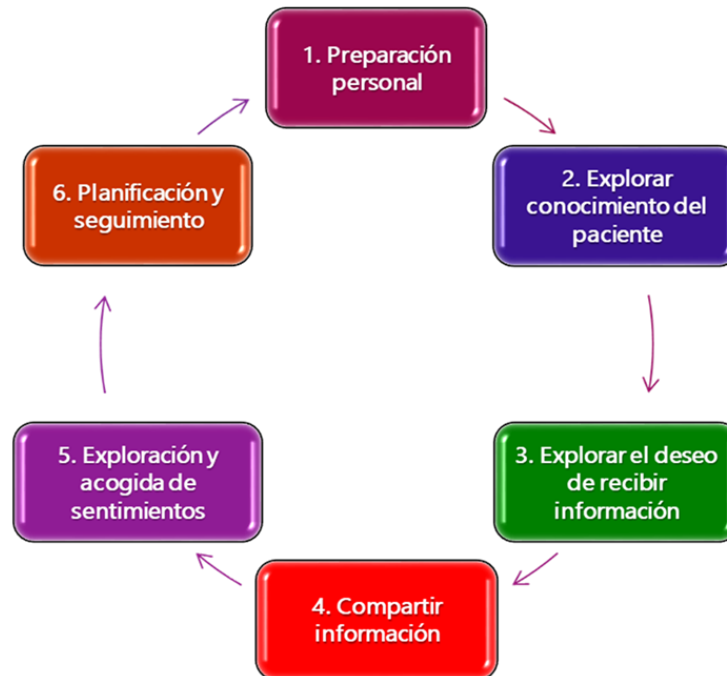 1. Preparación
personal
2. Explorar
conocimiento del
paciente
3. Explorar el deseo
de recibir
información
4. Compartir
información
5. Exploración y
acogida de
sentimientos
6. Planificación y
seguimiento